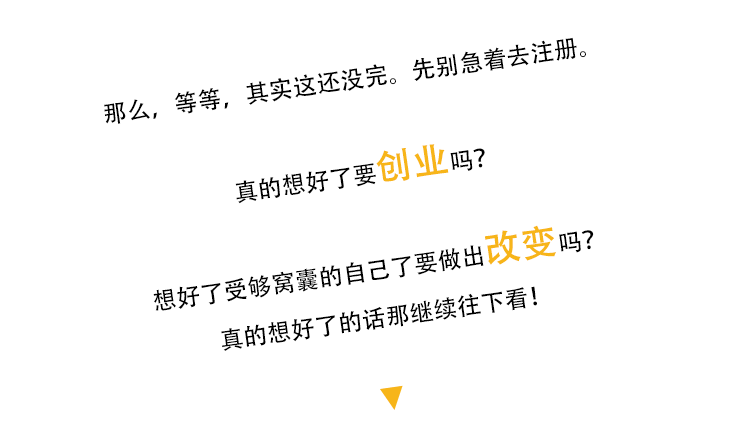 那么，等等，其实这还没完。先别急着去注册。
真的想好了要创业吗？
想好了受够窝囊的自己了要做出改变吗？
真的想好了的话那继续往下看！